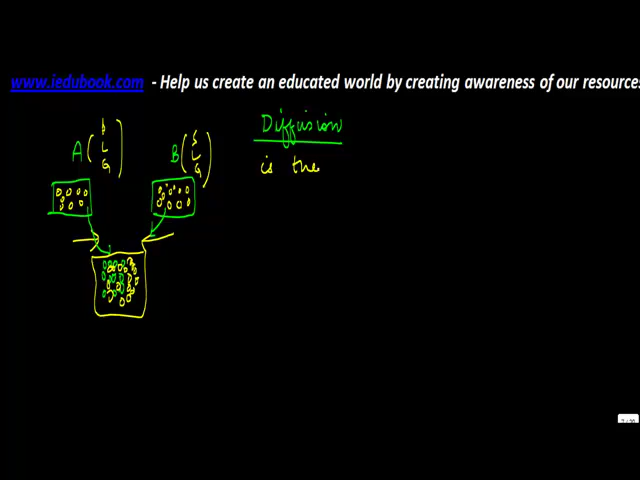 www.iedubook.com - Help us create an educated world by creating awareness of our resources
Diffusion
is the
A ( S L G )
B ( S L G )